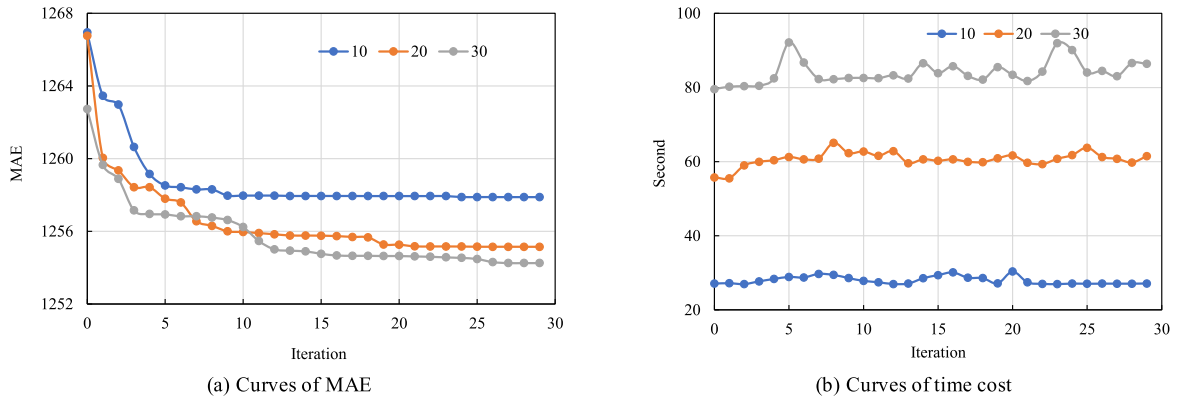 1268
1264
1260
1256
1252
MAE
10 20 30
0 5 10 15 20 25 30
Iteration
(a) Curves of MAE
100
80
60
40
20
Second
10 20 30
0 5 10 15 20 25 30
Iteration
(b) Curves of time cost